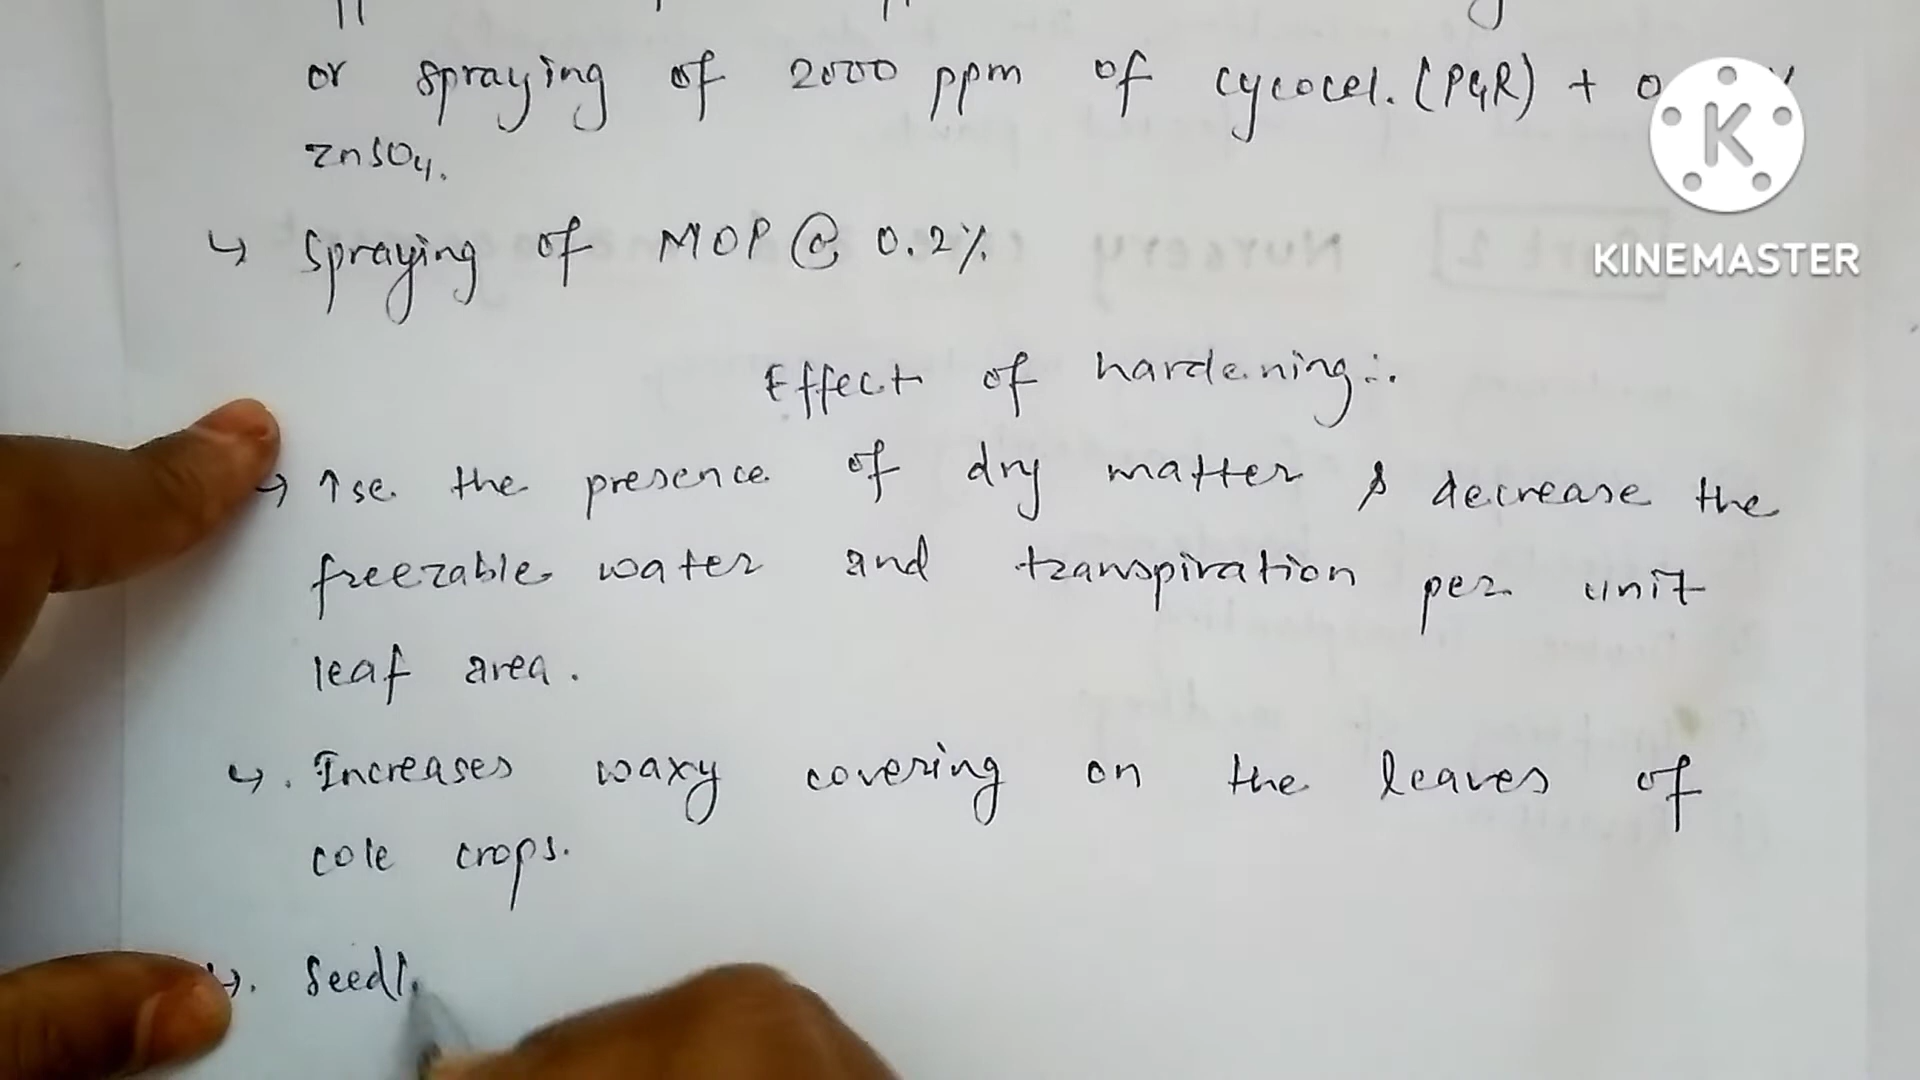 or spraying of 2000 ppm of cycocel. (PGR) + 0
ZnSO4.
↳ Spraying of MOP @ 0.2%
Effect of hardening:-
→ ↑se the presence of dry matter & decrease the
freezable water and transpiration per unit
leaf area.
↳. Increases waxy covering on the leaves of
cole crops.
↳. Seedl
KINEMASTER